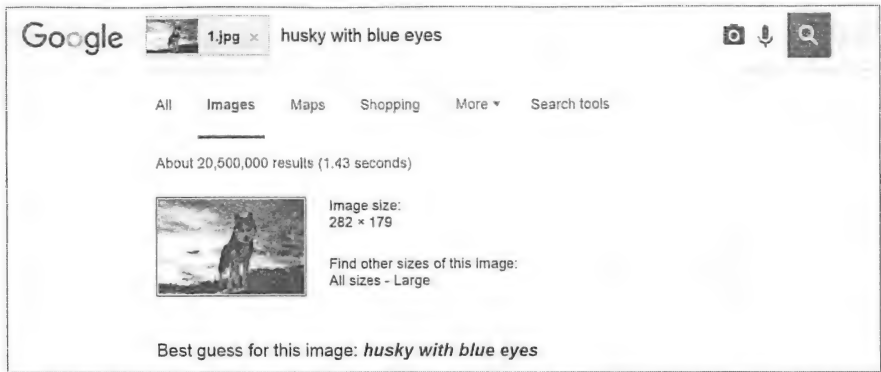 Google 1.jpg × husky with blue eyes
All Images Maps Shopping More ▾ Search tools
About 20,500,000 results (1.43 seconds)
Image size:
282 × 179
Find other sizes of this image:
All sizes - Large
Best guess for this image: husky with blue eyes